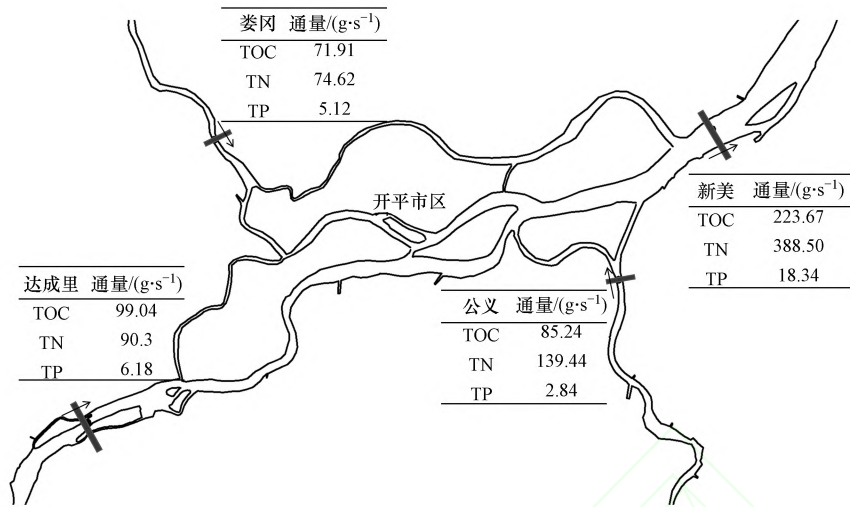 娄冈 通量/(g·s⁻¹)
TOC 71.91
TN 74.62
TP 5.12
开平市区
新美 通量/(g·s⁻¹)
TOC 223.67
TN 388.50
TP 18.34
达成里 通量/(g·s⁻¹)
TOC 99.04
TN 90.3
TP 6.18
公义 通量/(g·s⁻¹)
TOC 85.24
TN 139.44
TP 2.84